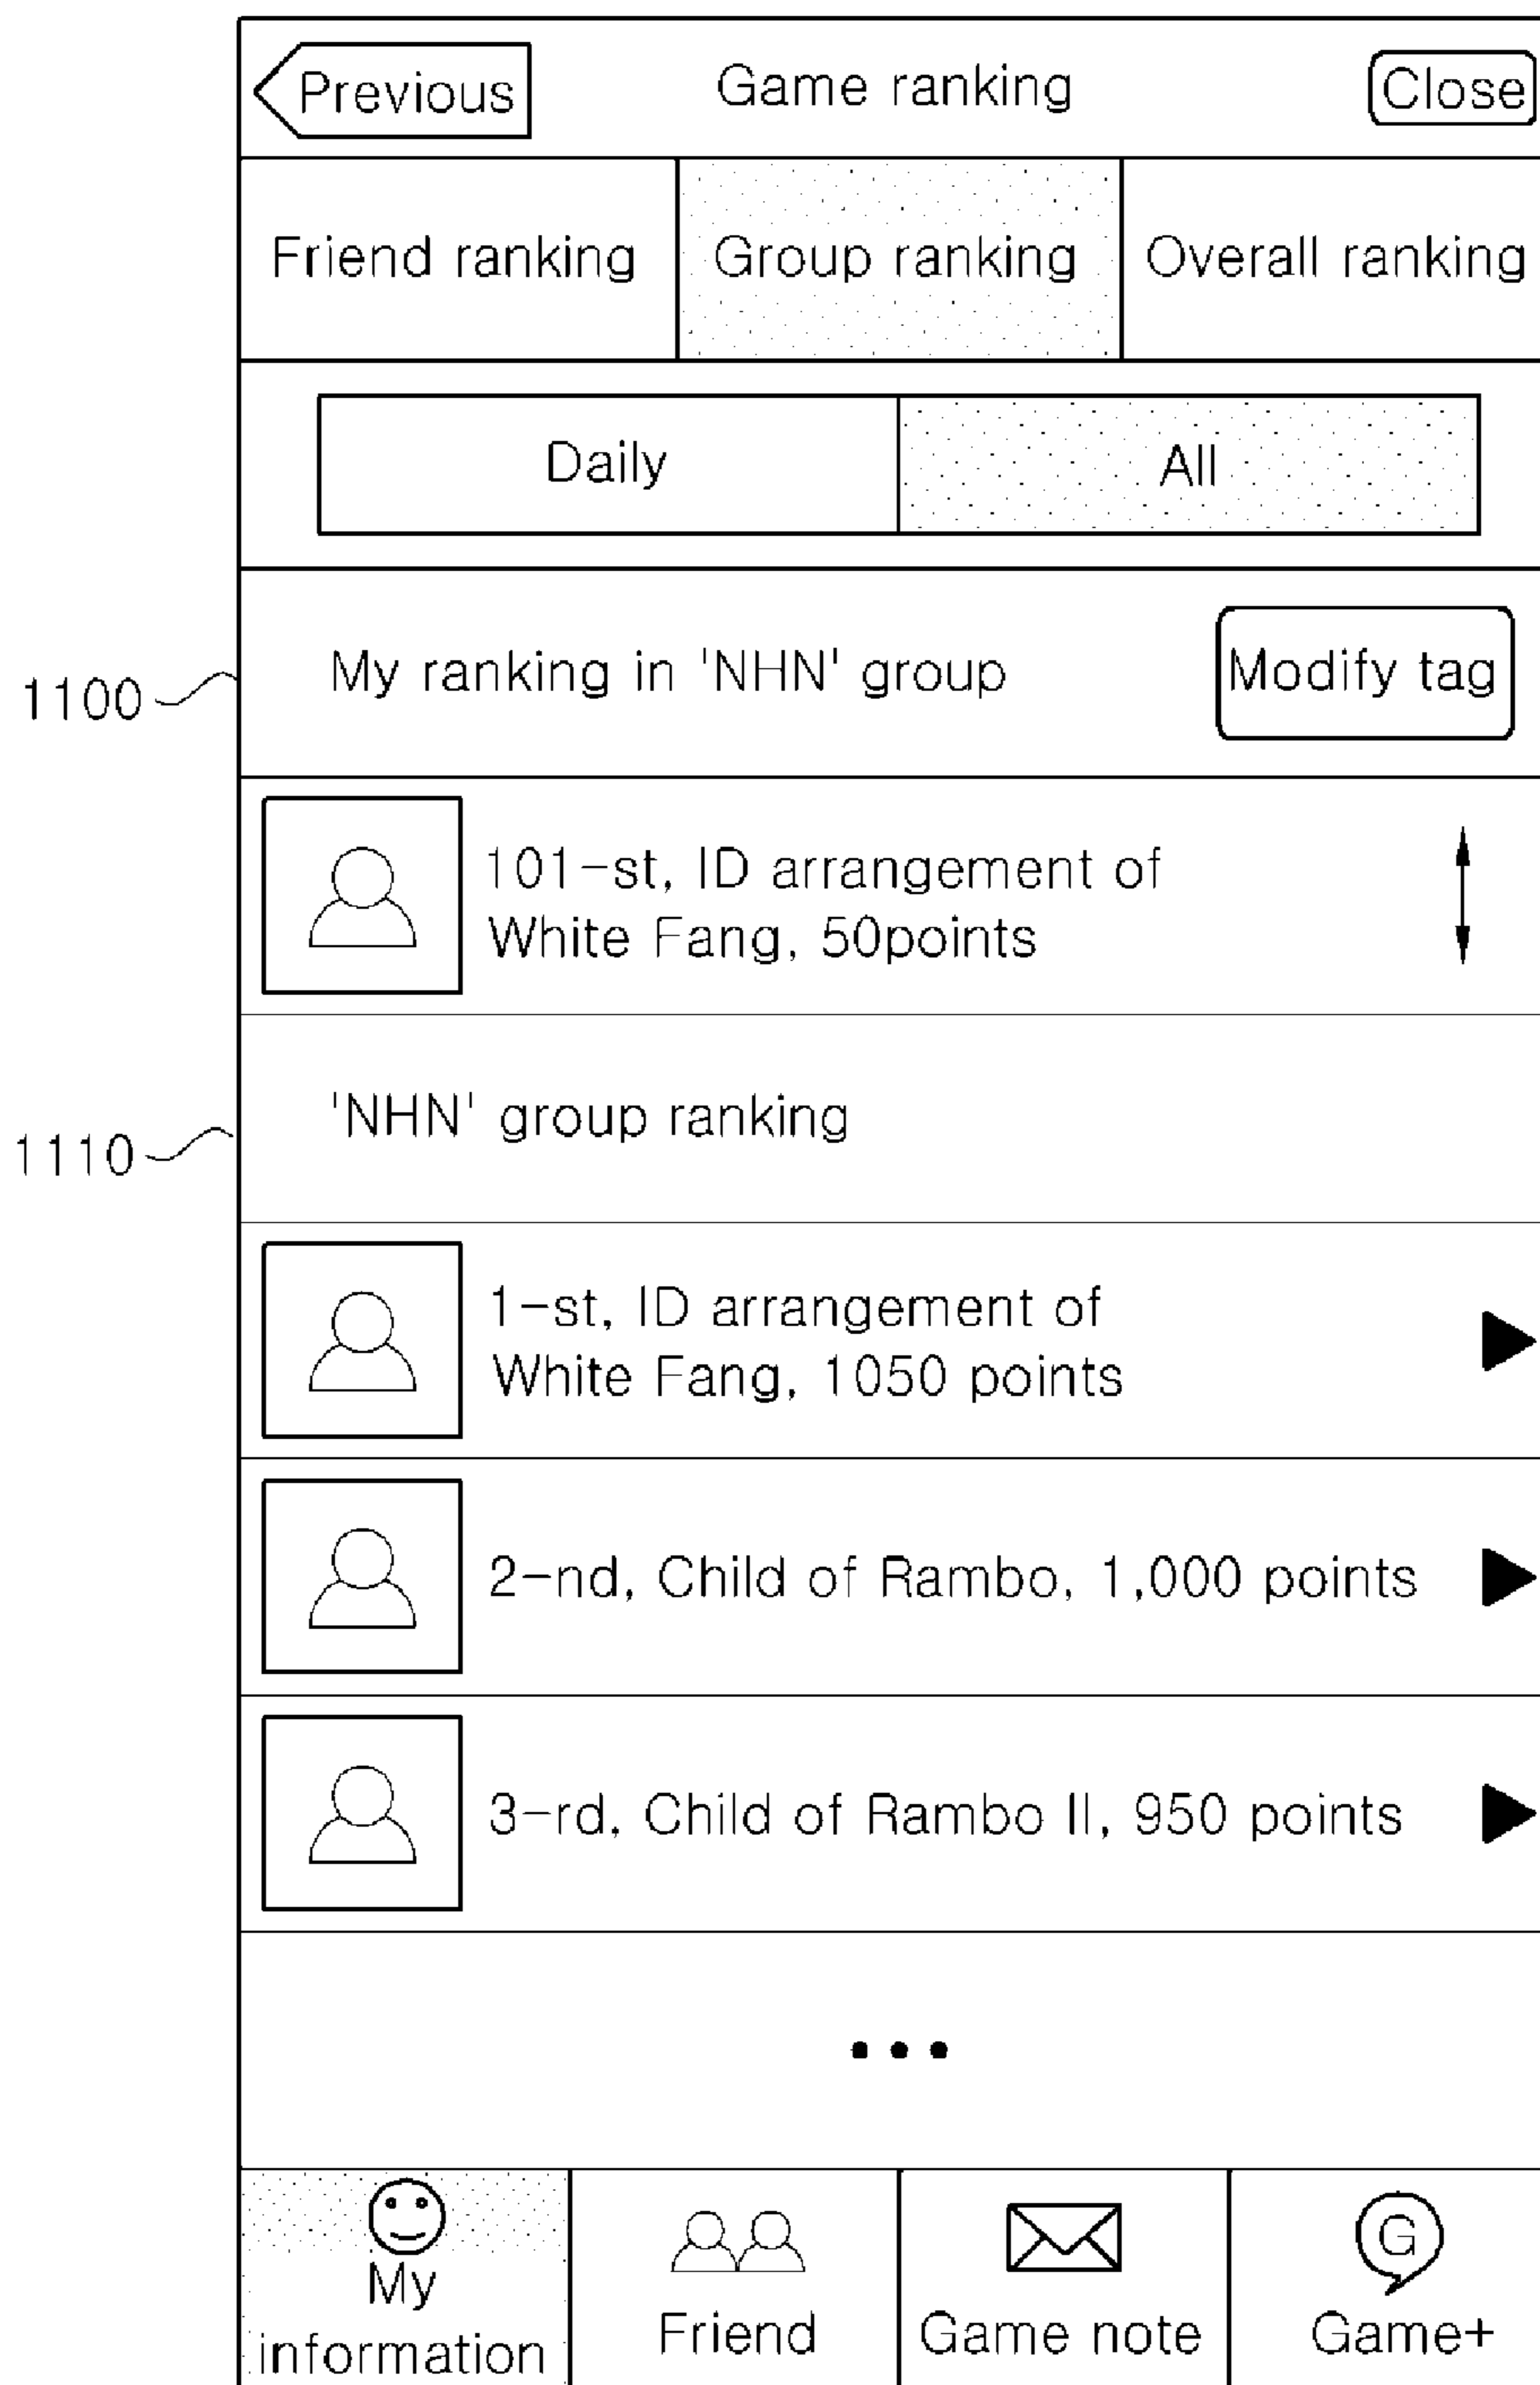 Previous
Game ranking
Close
Friend ranking
Group ranking
Overall ranking
Daily
All
1100
My ranking in 'NHN' group
Modify tag
101-st, ID arrangement of
White Fang, 50points
1110
'NHN' group ranking
1-st, ID arrangement of
White Fang, 1050 points
2-nd, Child of Rambo, 1,000 points
3-rd, Child of Rambo II, 950 points
•••
My
information
Friend
Game note
G
Game+